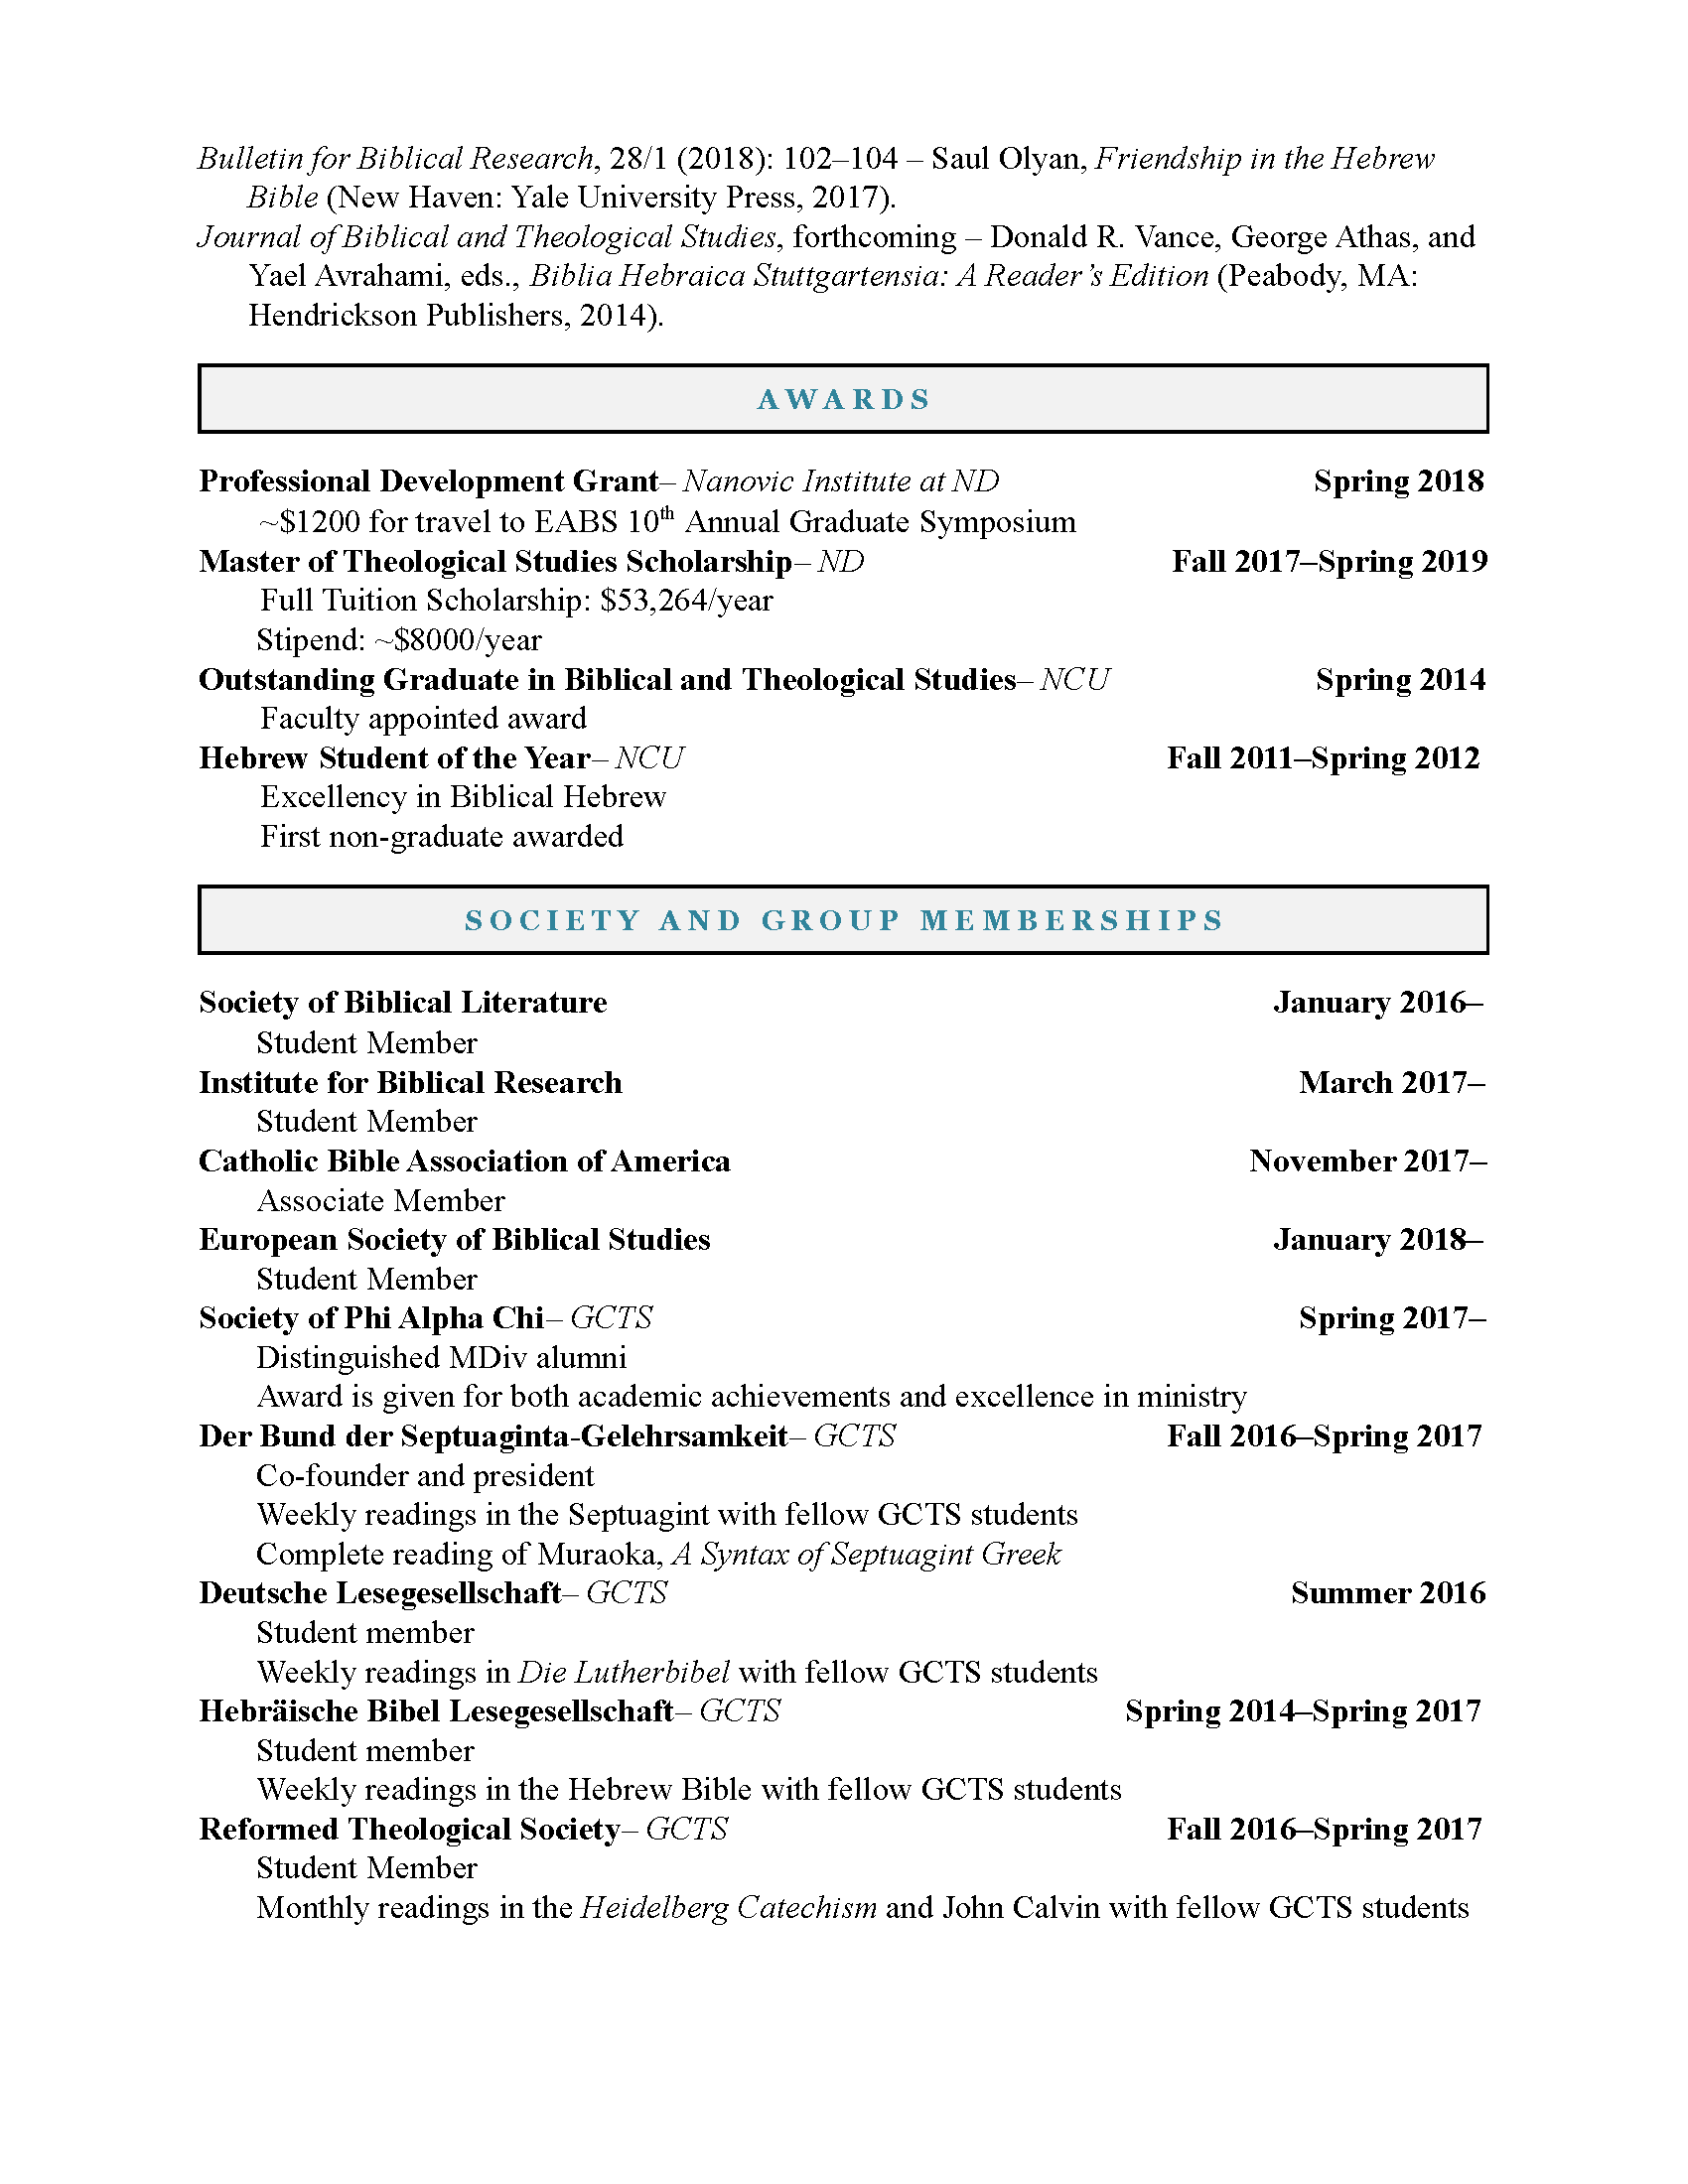 Bulletin for Biblical Research, 28/1 (2018): 102–104 – Saul Olyan, Friendship in the Hebrew
Bible (New Haven: Yale University Press, 2017).
Journal of Biblical and Theological Studies, forthcoming – Donald R. Vance, George Athas, and
Yael Avrahami, eds., Biblia Hebraica Stuttgartensia: A Reader’s Edition (Peabody, MA:
Hendrickson Publishers, 2014).
AWARDS
Professional Development Grant– Nanovic Institute at ND Spring 2018
~$1200 for travel to EABS 10th Annual Graduate Symposium
Master of Theological Studies Scholarship– ND Fall 2017–Spring 2019
Full Tuition Scholarship: $53,264/year
Stipend: ~$8000/year
Outstanding Graduate in Biblical and Theological Studies– NCU Spring 2014
Faculty appointed award
Hebrew Student of the Year– NCU Fall 2011–Spring 2012
Excellency in Biblical Hebrew
First non-graduate awarded
SOCIETY AND GROUP MEMBERSHIPS
Society of Biblical Literature January 2016–
Student Member
Institute for Biblical Research March 2017–
Student Member
Catholic Bible Association of America November 2017–
Associate Member
European Society of Biblical Studies January 2018–
Student Member
Society of Phi Alpha Chi– GCTS Spring 2017–
Distinguished MDiv alumni
Award is given for both academic achievements and excellence in ministry
Der Bund der Septuaginta-Gelehrsamkeit– GCTS Fall 2016–Spring 2017
Co-founder and president
Weekly readings in the Septuagint with fellow GCTS students
Complete reading of Muraoka, A Syntax of Septuagint Greek
Deutsche Lesegesellschaft– GCTS Summer 2016
Student member
Weekly readings in Die Lutherbibel with fellow GCTS students
Hebräische Bibel Lesegesellschaft– GCTS Spring 2014–Spring 2017
Student member
Weekly readings in the Hebrew Bible with fellow GCTS students
Reformed Theological Society– GCTS Fall 2016–Spring 2017
Student Member
Monthly readings in the Heidelberg Catechism and John Calvin with fellow GCTS students